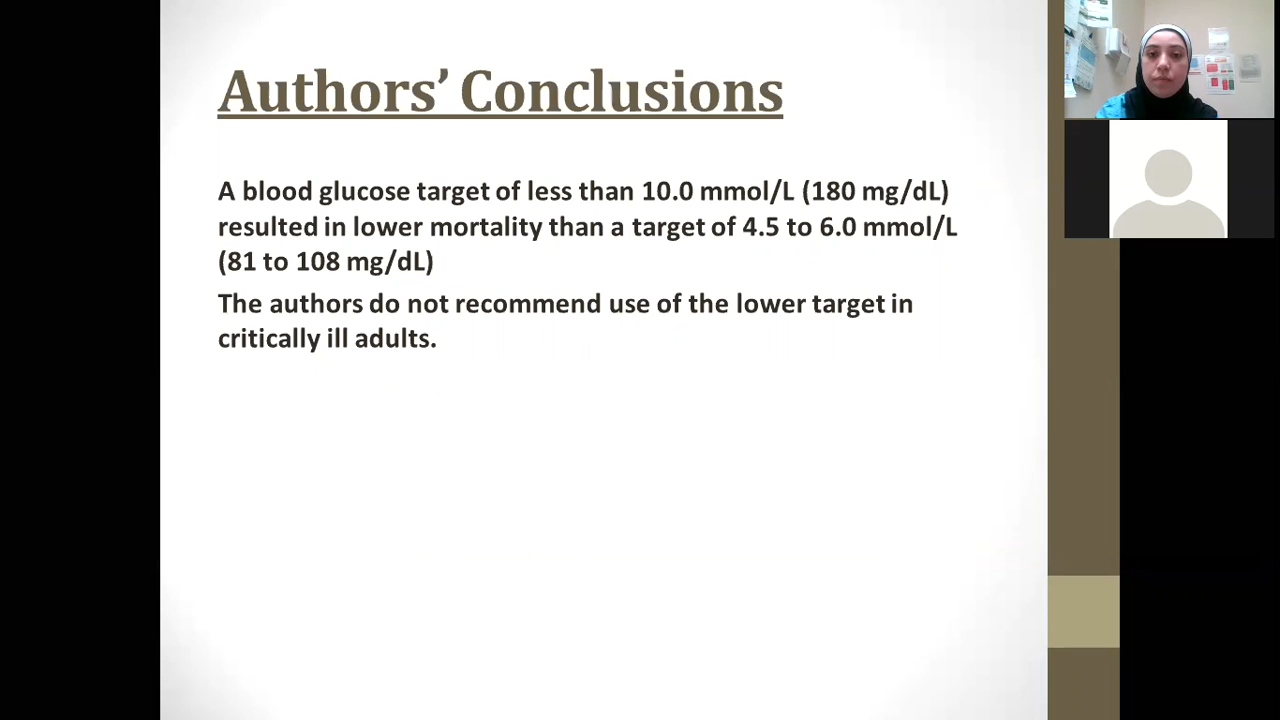 Authors’ Conclusions
A blood glucose target of less than 10.0 mmol/L (180 mg/dL)
resulted in lower mortality than a target of 4.5 to 6.0 mmol/L
(81 to 108 mg/dL)
The authors do not recommend use of the lower target in
critically ill adults.